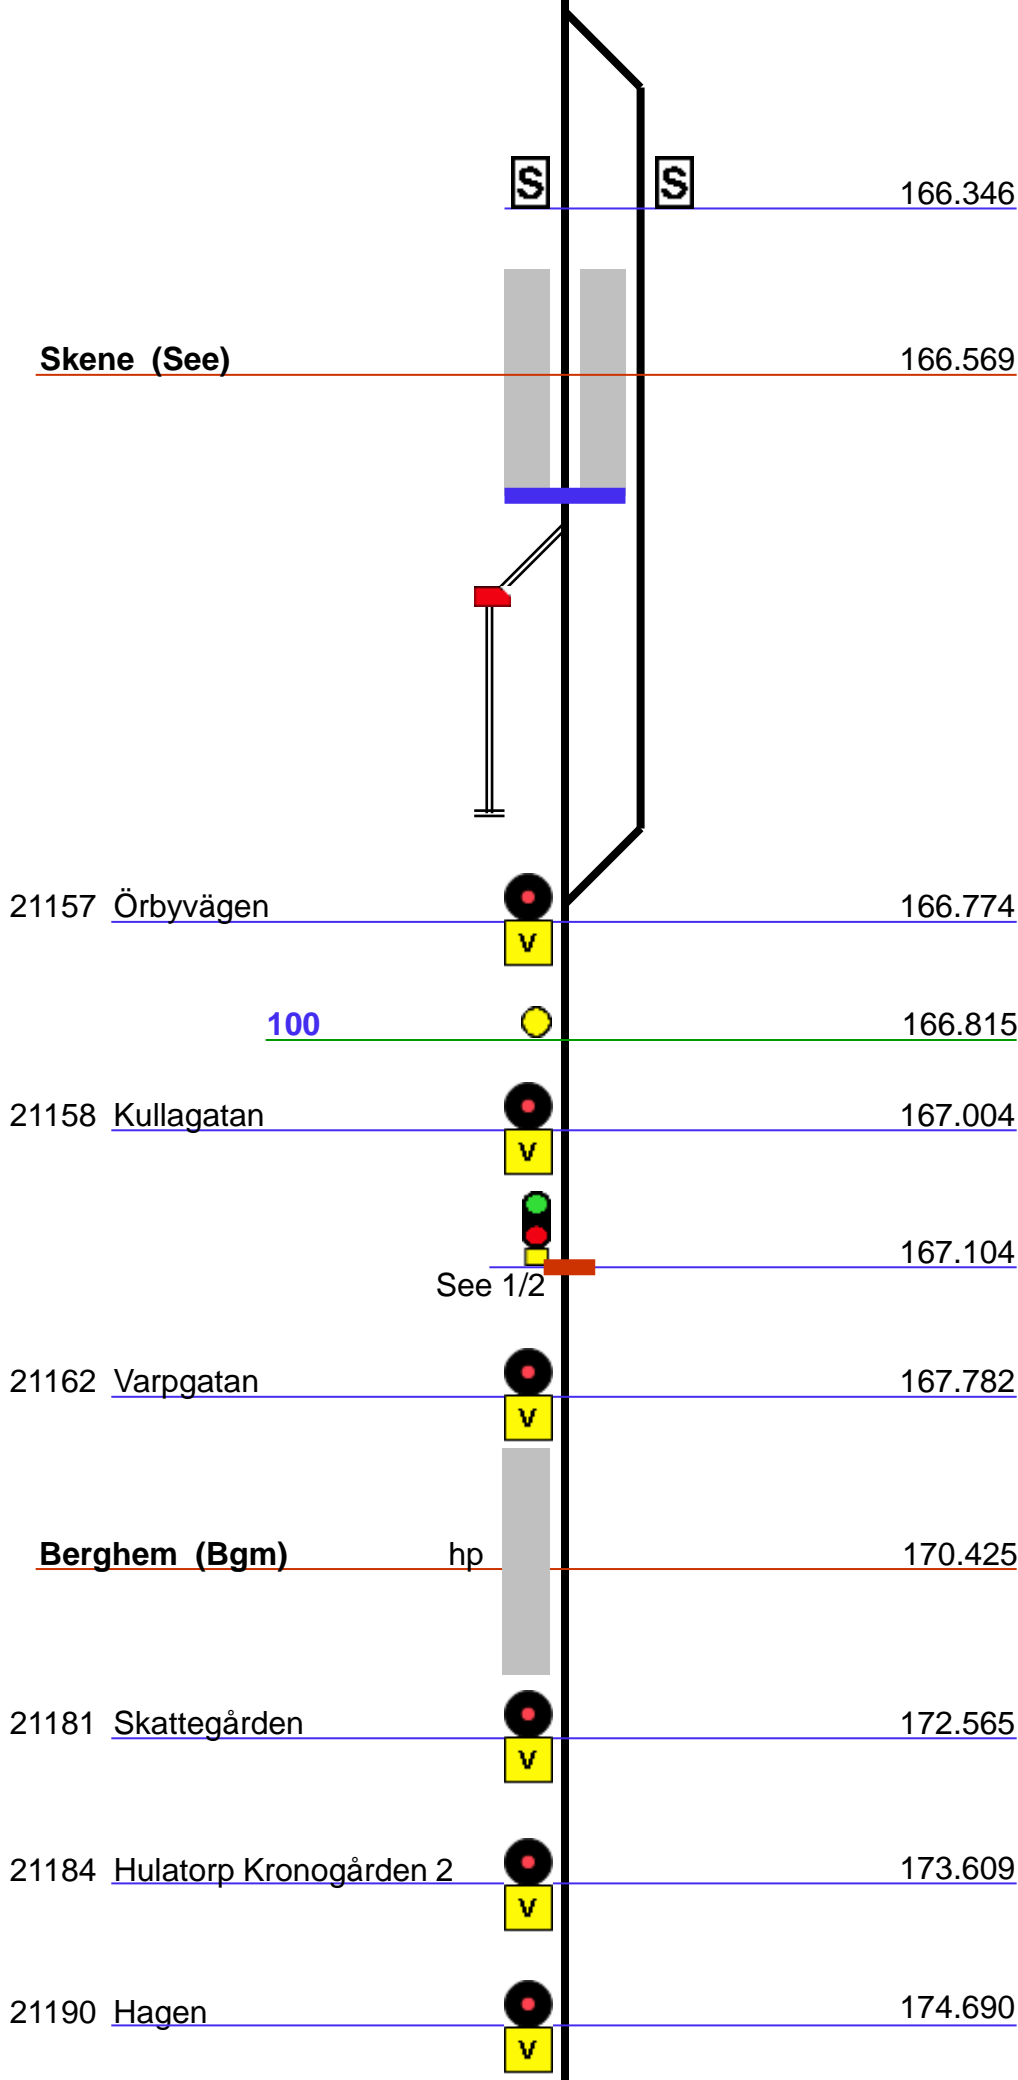 S S 166.346
Skene (See) 166.569
21157 Örbyvägen 166.774
V
100 166.815
21158 Kullagatan 167.004
V
167.104
See 1/2
21162 Varpgatan 167.782
V
Berghem (Bgm) hp 170.425
21181 Skattegården 172.565
V
21184 Hulatorp Kronogården 2 173.609
V
21190 Hagen 174.690
V